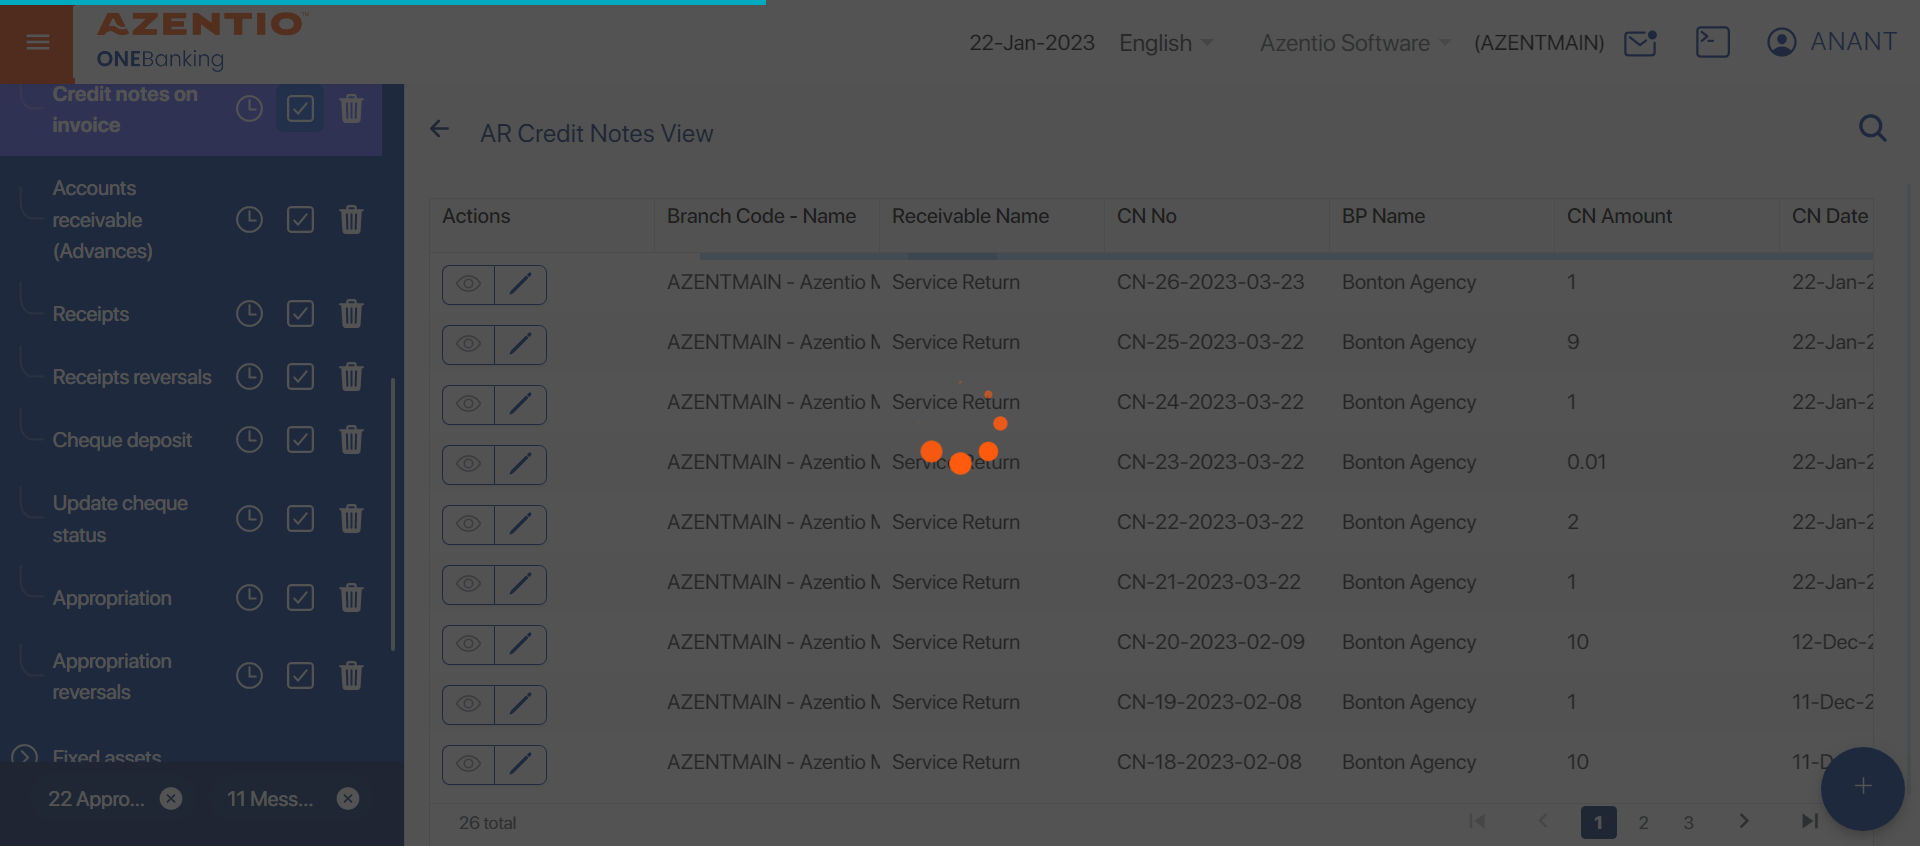 AZENTIO™
ONEBanking
22-Jan-2023 English Azentio Software (AZENTMAIN) ANANT
Credit notes on
invoice
Accounts
receivable
(Advances)
Receipts
Receipts reversals
Cheque deposit
Update cheque
status
Appropriation
Appropriation
reversals
Fixed assets
22 Appro... 11 Mess...
AR Credit Notes View
Actions Branch Code - Name Receivable Name CN No BP Name CN Amount CN Date
AZENTMAIN - Azentio M Service Return CN-26-2023-03-23 Bonton Agency 1 22-Jan-2
AZENTMAIN - Azentio M Service Return CN-25-2023-03-22 Bonton Agency 9 22-Jan-2
AZENTMAIN - Azentio M Service Return CN-24-2023-03-22 Bonton Agency 1 22-Jan-2
AZENTMAIN - Azentio M Service Return CN-23-2023-03-22 Bonton Agency 0.01 22-Jan-2
AZENTMAIN - Azentio M Service Return CN-22-2023-03-22 Bonton Agency 2 22-Jan-2
AZENTMAIN - Azentio M Service Return CN-21-2023-03-22 Bonton Agency 1 22-Jan-2
AZENTMAIN - Azentio M Service Return CN-20-2023-02-09 Bonton Agency 10 12-Dec-2
AZENTMAIN - Azentio M Service Return CN-19-2023-02-08 Bonton Agency 1 11-Dec-2
AZENTMAIN - Azentio M Service Return CN-18-2023-02-08 Bonton Agency 10 11-D
26 total 1 2 3